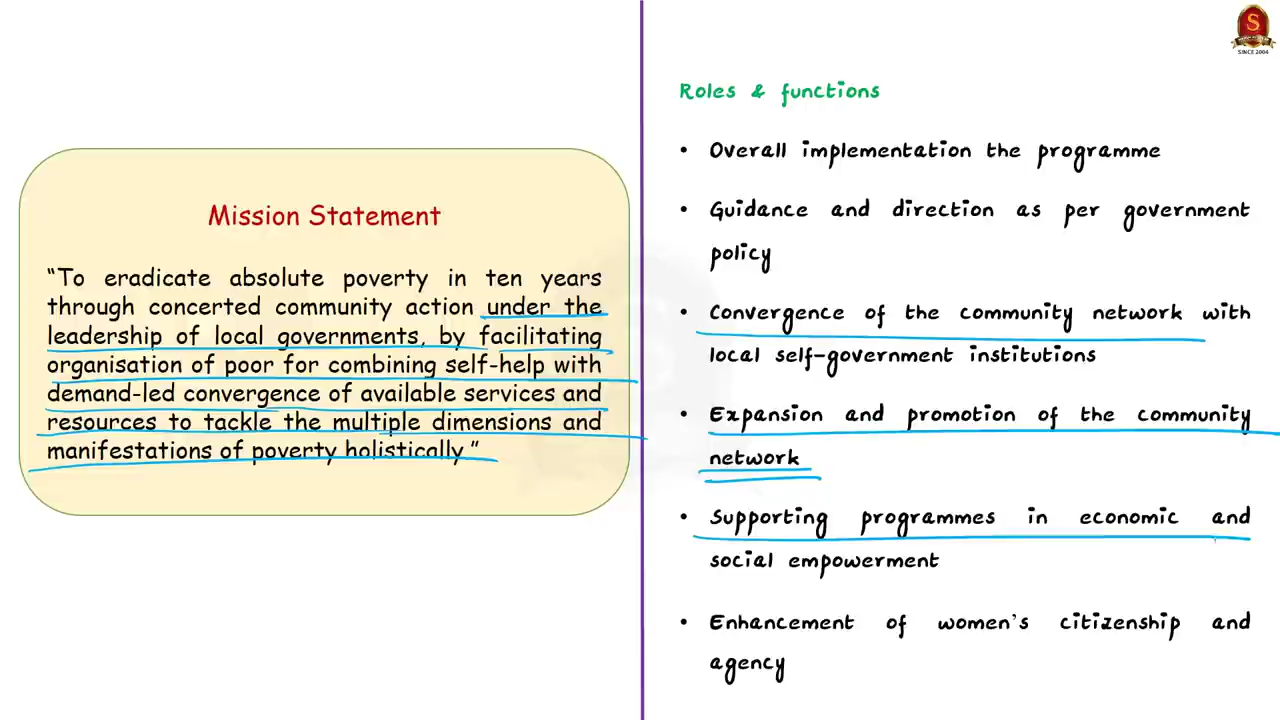 S
SINCE 2004
Mission Statement
“To eradicate absolute poverty in ten years
through concerted community action under the
leadership of local governments, by facilitating
organisation of poor for combining self-help with
demand-led convergence of available services and
resources to tackle the multiple dimensions and
manifestations of poverty holistically ”
Roles & functions
• Overall implementation the programme
• Guidance and direction as per government
policy
• Convergence of the community network with
local self-government institutions
• Expansion and promotion of the community
network
• Supporting programmes in economic and
social empowerment
• Enhancement of women's citizenship and
agency